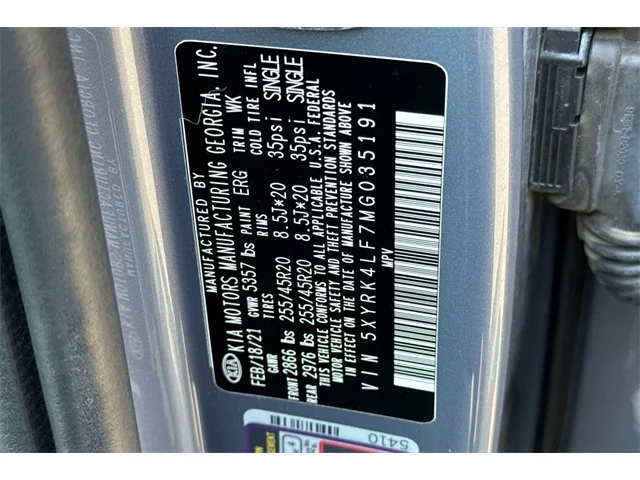 MANUFACTURED BY
KIA KIA MOTORS MANUFACTURING GEORGIA, INC.
FEB/18/21 GVWR 5357 lbs PAINT ERG TRIM WK
GAWR TIRES RIMS COLD TIRE INFL
FRONT 2866 lbs 255/45R20 8.5J*20 35psi SINGLE
REAR 2976 lbs 255/45R20 8.5J*20 35psi SINGLE
THIS VEHICLE CONFORMS TO ALL APPLICABLE U.S.A. FEDERAL
MOTOR VEHICLE SAFETY AND THEFT PREVENTION STANDARDS
IN EFFECT ON THE DATE OF MANUFACTURE SHOWN ABOVE
VIN 5XYRK4LF7MG035191
MPV
5410